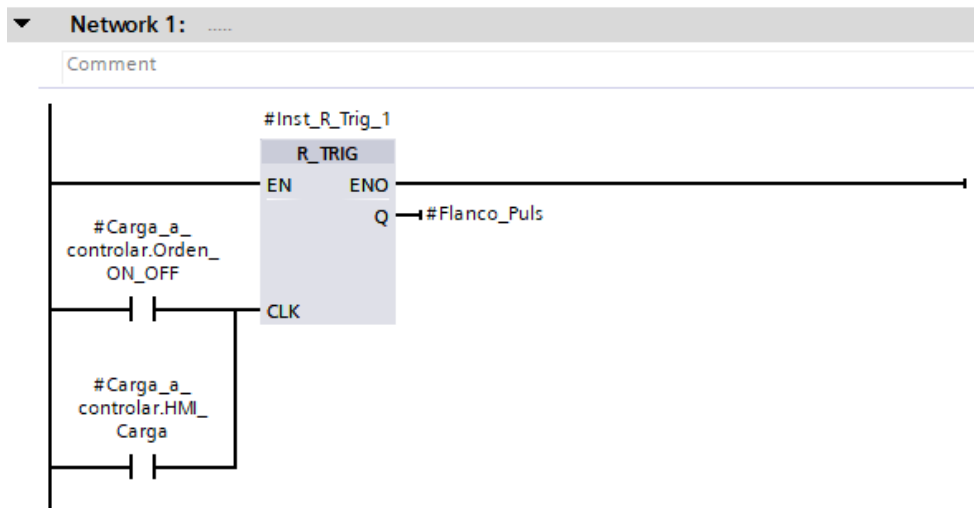 Network 1: .....
Comment
#Inst_R_Trig_1
R_TRIG
EN ENO
Q #Flanco_Puls
#Carga_a_
controlar.Orden_
ON_OFF
CLK
#Carga_a_
controlar.HMI_
Carga